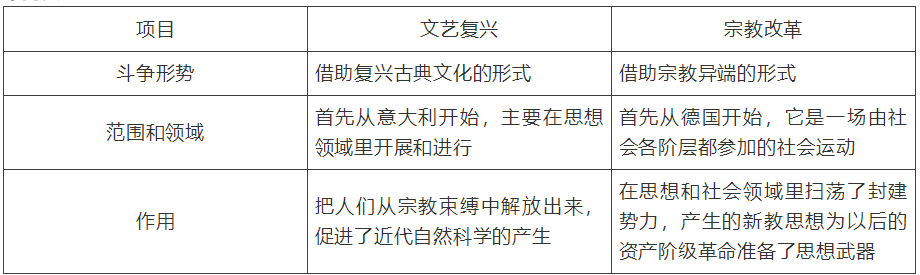 项目 文艺复兴 宗教改革
斗争形势 借助复兴古典文化的形式 借助宗教异端的形式
范围和领域
首先从意大利开始，主要在思想
领域里开展和进行
首先从德国开始，它是一场由社
会各阶层都参加的社会运动
作用
把人们从宗教束缚中解放出来，
促进了近代自然科学的产生
在思想和社会领域里扫荡了封建
势力，产生的新教思想为以后的
资产阶级革命准备了思想武器